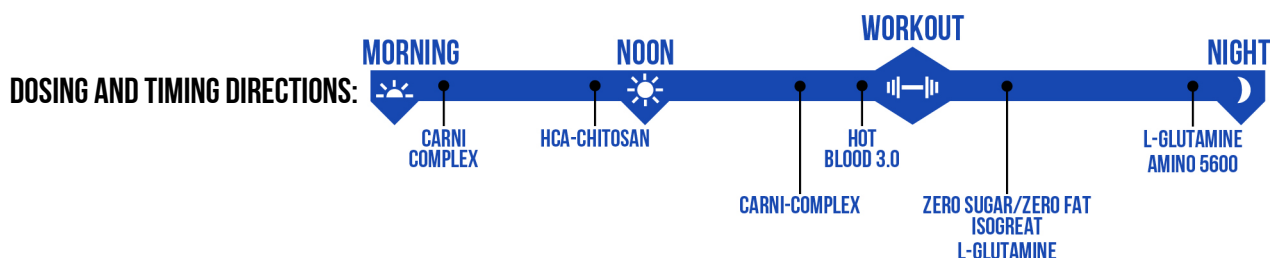 DOSING AND TIMING DIRECTIONS:
MORNING
NOON
WORKOUT
NIGHT
CARNI
COMPLEX
HCA-CHITOSAN
CARNI-COMPLEX
HOT
BLOOD 3.0
ZERO SUGAR/ZERO FAT
ISOGREAT
L-GLUTAMINE
L-GLUTAMINE
AMINO 5600